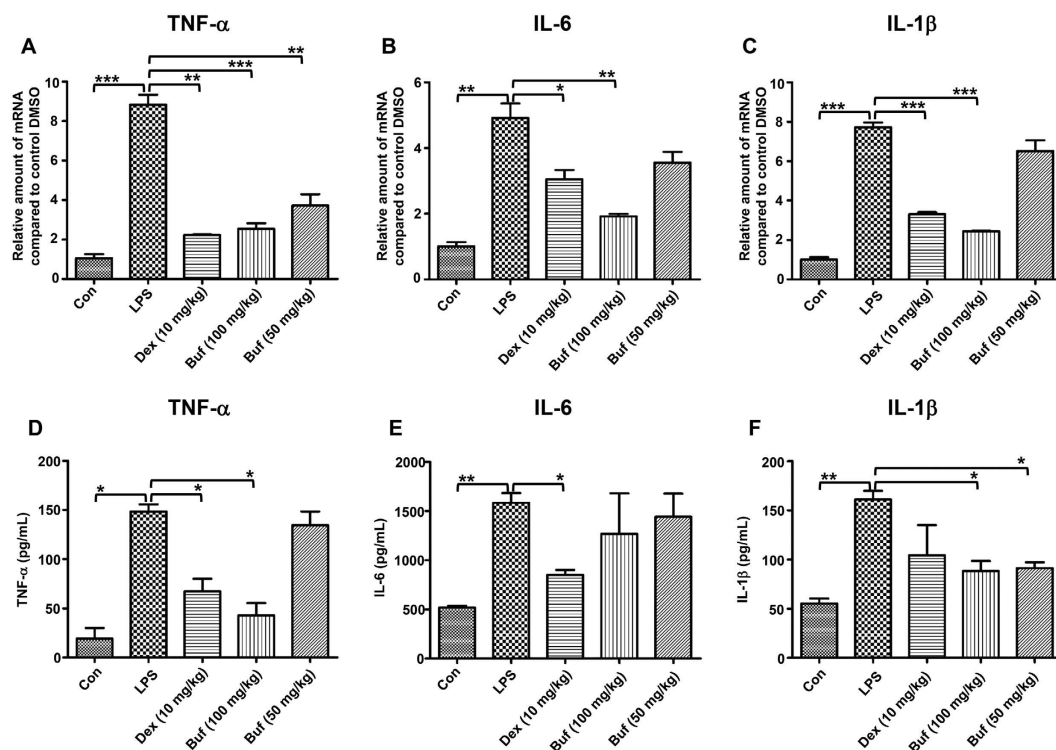 TNF-α
IL-6
IL-1β
A
B
C
Relative amount of mRNA
compared to control DMSO
10
8
6
4
2
0
***
**
***
**
Con
LPS
Dex (10 mg/kg)
Buf (100 mg/kg)
Buf (50 mg/kg)
Relative amount of mRNA
compared to control DMSO
6
4
2
0
**
*
**
Con
LPS
Dex (10 mg/kg)
Buf (100 mg/kg)
Buf (50 mg/kg)
Relative amount of mRNA
compared to control DMSO
10
8
6
4
2
0
***
***
***
Con
LPS
Dex (10 mg/kg)
Buf (100 mg/kg)
Buf (50 mg/kg)
TNF-α
IL-6
IL-1β
D
E
F
TNF-α (pg/mL)
200
150
100
50
0
*
*
*
Con
LPS
Dex (10 mg/kg)
Buf (100 mg/kg)
Buf (50 mg/kg)
IL-6 (pg/mL)
2000
1500
1000
500
0
**
*
Con
LPS
Dex (10 mg/kg)
Buf (100 mg/kg)
Buf (50 mg/kg)
IL-1β (pg/mL)
200
150
100
50
0
**
*
*
Con
LPS
Dex (10 mg/kg)
Buf (100 mg/kg)
Buf (50 mg/kg)